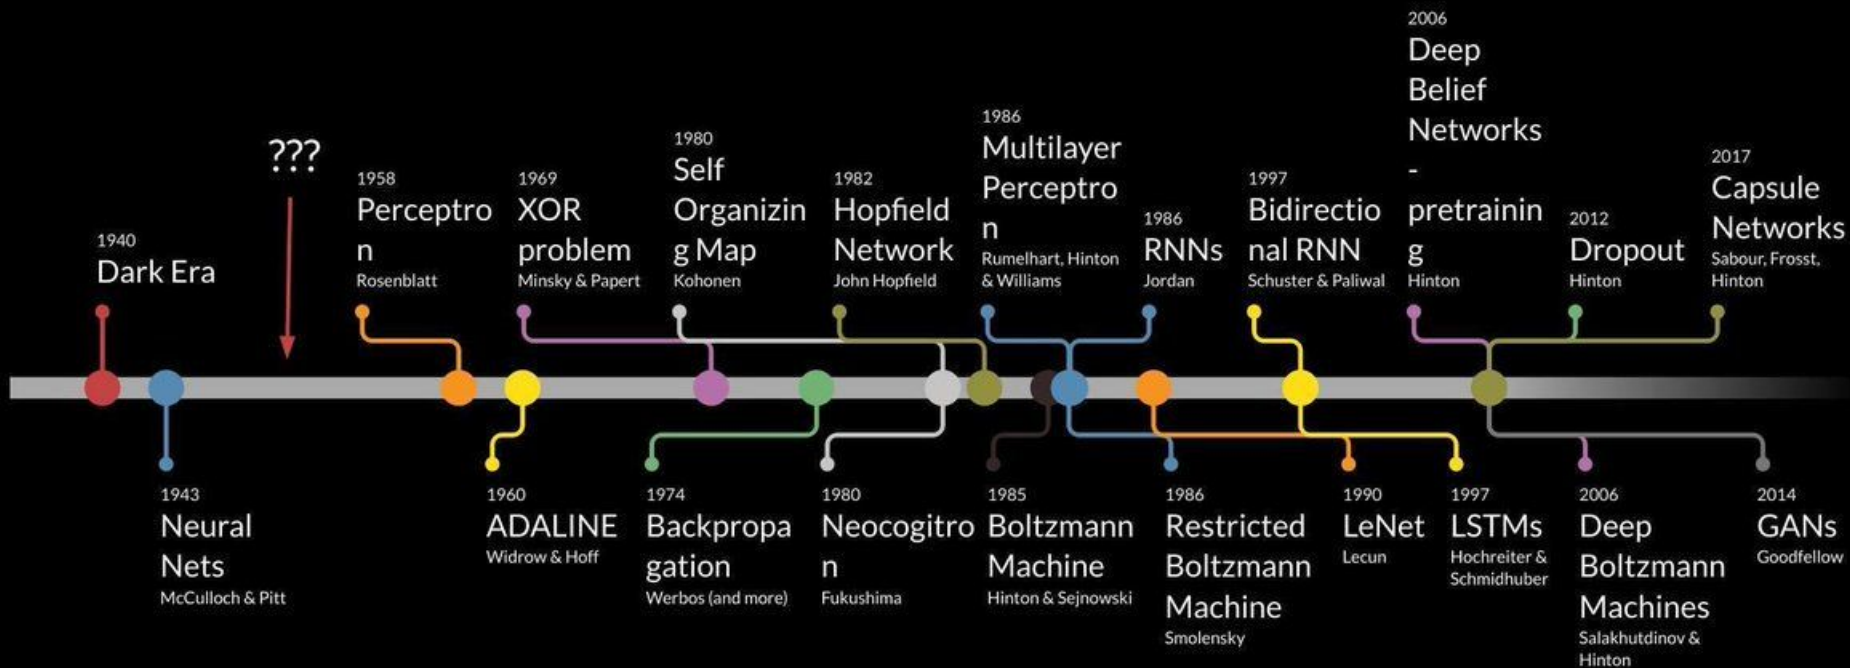 ???
1940
Dark Era
1943
Neural
Nets
McCulloch & Pitt
1958
Perceptro
n
Rosenblatt
1960
ADALINE
Widrow & Hoff
1969
XOR
problem
Minsky & Papert
1974
Backpropa
gation
Werbos (and more)
1980
Self
Organizin
g Map
Kohonen
1980
Neocogitro
n
Fukushima
1982
Hopfield
Network
John Hopfield
1985
Boltzmann
Machine
Hinton & Sejnowski
1986
Multilayer
Perceptro
n
Rumelhart, Hinton
& Williams
1986
RNNs
Jordan
1986
Restricted
Boltzmann
Machine
Smolensky
1990
LeNet
Lecun
1997
Bidirectio
nal RNN
Schuster & Paliwal
1997
LSTMs
Hochreiter &
Schmidhuber
2006
Deep
Belief
Networks
-
pretrainin
g
Hinton
2006
Deep
Boltzmann
Machines
Salakhutdinov &
Hinton
2012
Dropout
Hinton
2014
GANs
Goodfellow
2017
Capsule
Networks
Sabour, Frosst,
Hinton